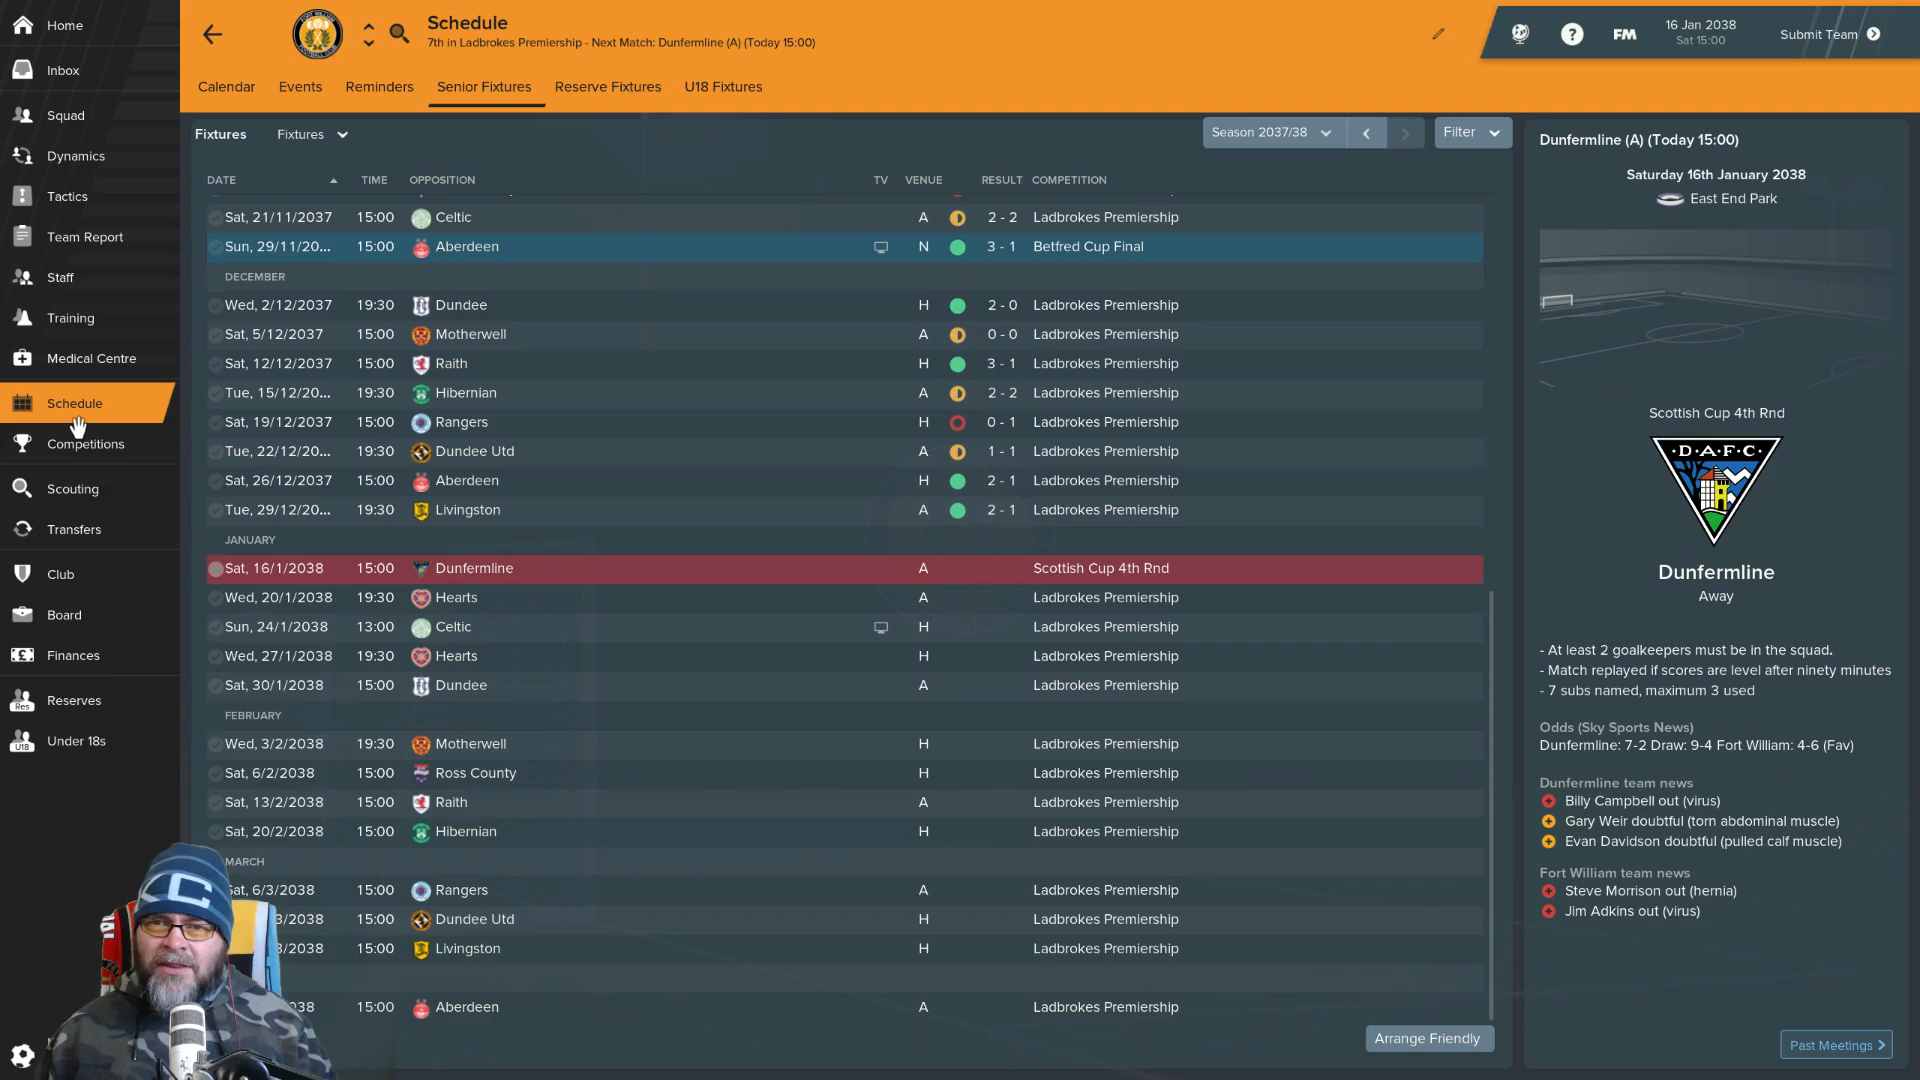 Home
Inbox
Squad
Dynamics
Tactics
Team Report
Staff
Training
Medical Centre
Schedule
Competitions
Scouting
Transfers
Club
Board
Finances
Reserves
Under 18s
Schedule
7th in Ladbrokes Premiership - Next Match: Dunfermline (A) (Today 15:00)
FM
16 Jan 2038
Sat 15:00
Submit Team
Calendar Events Reminders Senior Fixtures Reserve Fixtures U18 Fixtures
Fixtures Fixtures Season 2037/38 Filter
DATE TIME OPPOSITION TV VENUE RESULT COMPETITION
Sat, 21/11/2037 15:00 Celtic A 2 - 2 Ladbrokes Premiership
Sun, 29/11/20... 15:00 Aberdeen N 3 - 1 Betfred Cup Final
DECEMBER
Wed, 2/12/2037 19:30 Dundee H 2 - 0 Ladbrokes Premiership
Sat, 5/12/2037 15:00 Motherwell A 0 - 0 Ladbrokes Premiership
Sat, 12/12/2037 15:00 Raith H 3 - 1 Ladbrokes Premiership
Tue, 15/12/20... 19:30 Hibernian A 2 - 2 Ladbrokes Premiership
Sat, 19/12/2037 15:00 Rangers H 0 - 1 Ladbrokes Premiership
Tue, 22/12/20... 19:30 Dundee Utd A 1 - 1 Ladbrokes Premiership
Sat, 26/12/2037 15:00 Aberdeen H 2 - 1 Ladbrokes Premiership
Tue, 29/12/20... 19:30 Livingston A 2 - 1 Ladbrokes Premiership
JANUARY
Sat, 16/1/2038 15:00 Dunfermline A Scottish Cup 4th Rnd
Wed, 20/1/2038 19:30 Hearts A Ladbrokes Premiership
Sun, 24/1/2038 13:00 Celtic H Ladbrokes Premiership
Wed, 27/1/2038 19:30 Hearts H Ladbrokes Premiership
Sat, 30/1/2038 15:00 Dundee A Ladbrokes Premiership
FEBRUARY
Wed, 3/2/2038 19:30 Motherwell H Ladbrokes Premiership
Sat, 6/2/2038 15:00 Ross County H Ladbrokes Premiership
Sat, 13/2/2038 15:00 Raith A Ladbrokes Premiership
Sat, 20/2/2038 15:00 Hibernian H Ladbrokes Premiership
MARCH
Sat, 6/3/2038 15:00 Rangers A Ladbrokes Premiership
3/2038 15:00 Dundee Utd H Ladbrokes Premiership
3/2038 15:00 Livingston H Ladbrokes Premiership
038 15:00 Aberdeen A Ladbrokes Premiership
Arrange Friendly
Dunfermline (A) (Today 15:00)
Saturday 16th January 2038
East End Park
Scottish Cup 4th Rnd
D·A·F·C
Dunfermline
Away
- At least 2 goalkeepers must be in the squad.
- Match replayed if scores are level after ninety minutes
- 7 subs named, maximum 3 used
Odds (Sky Sports News)
Dunfermline: 7-2 Draw: 9-4 Fort William: 4-6 (Fav)
Dunfermline team news
Billy Campbell out (virus)
Gary Weir doubtful (torn abdominal muscle)
Evan Davidson doubtful (pulled calf muscle)
Fort William team news
Steve Morrison out (hernia)
Jim Adkins out (virus)
Past Meetings